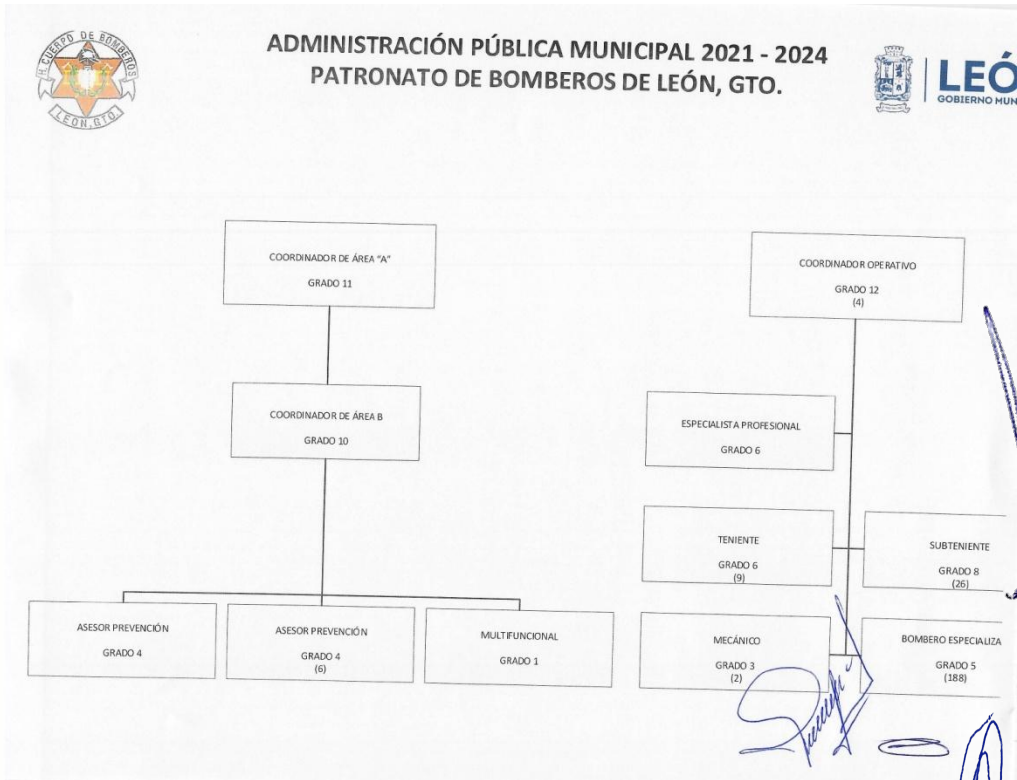 H. CUERPO DE BOMBEROS
LEON, GTO.
ADMINISTRACIÓN PÚBLICA MUNICIPAL 2021 - 2024
PATRONATO DE BOMBEROS DE LEÓN, GTO.
LEÓ
GOBIERNO MUN
COORDINADOR DE ÁREA "A"
GRADO 11
COORDINADOR OPERATIVO
GRADO 12
(4)
COORDINADOR DE ÁREA B
GRADO 10
ESPECIALISTA PROFESIONAL
GRADO 6
TENIENTE
GRADO 6
(9)
SUBTENIENTE
GRADO 8
(26)
ASESOR PREVENCIÓN
GRADO 4
ASESOR PREVENCIÓN
GRADO 4
(6)
MULTIFUNCIONAL
GRADO 1
MECÁNICO
GRADO 3
(2)
BOMBERO ESPECIALIZA
GRADO 5
(188)